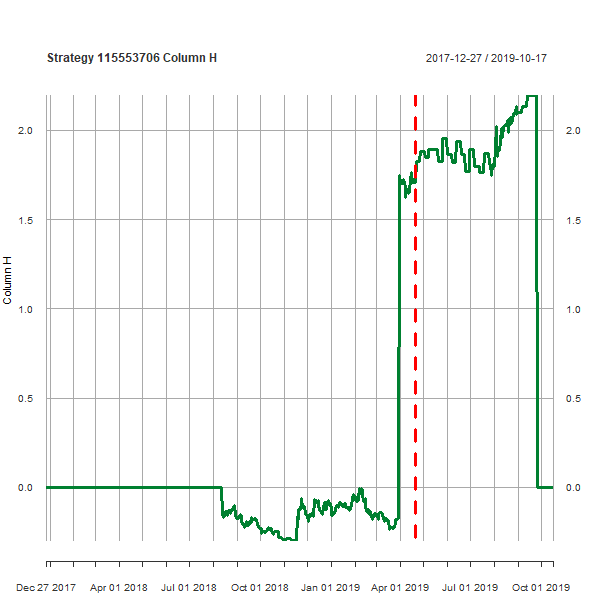 Strategy 115553706 Column H 2017-12-27 / 2019-10-17
2.0 2.0
1.5 1.5
Column H
1.0 1.0
0.5 0.5
0.0 0.0
Dec 27 2017 Apr 01 2018 Jul 01 2018 Oct 01 2018 Jan 01 2019 Apr 01 2019 Jul 01 2019 Oct 01 2019